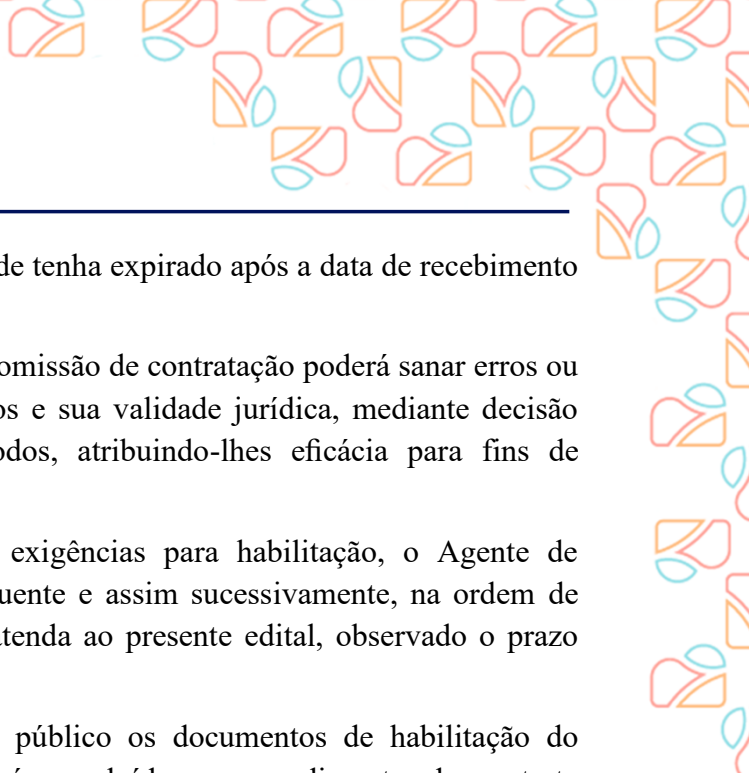 de tenha expirado após a data de recebimento
omissão de contratação poderá sanar erros ou
os e sua validade jurídica, mediante decisão
odos, atribuindo-lhes eficácia para fins de
exigências para habilitação, o Agente de
uente e assim sucessivamente, na ordem de
atenda ao presente edital, observado o prazo
público os documentos de habilitação do